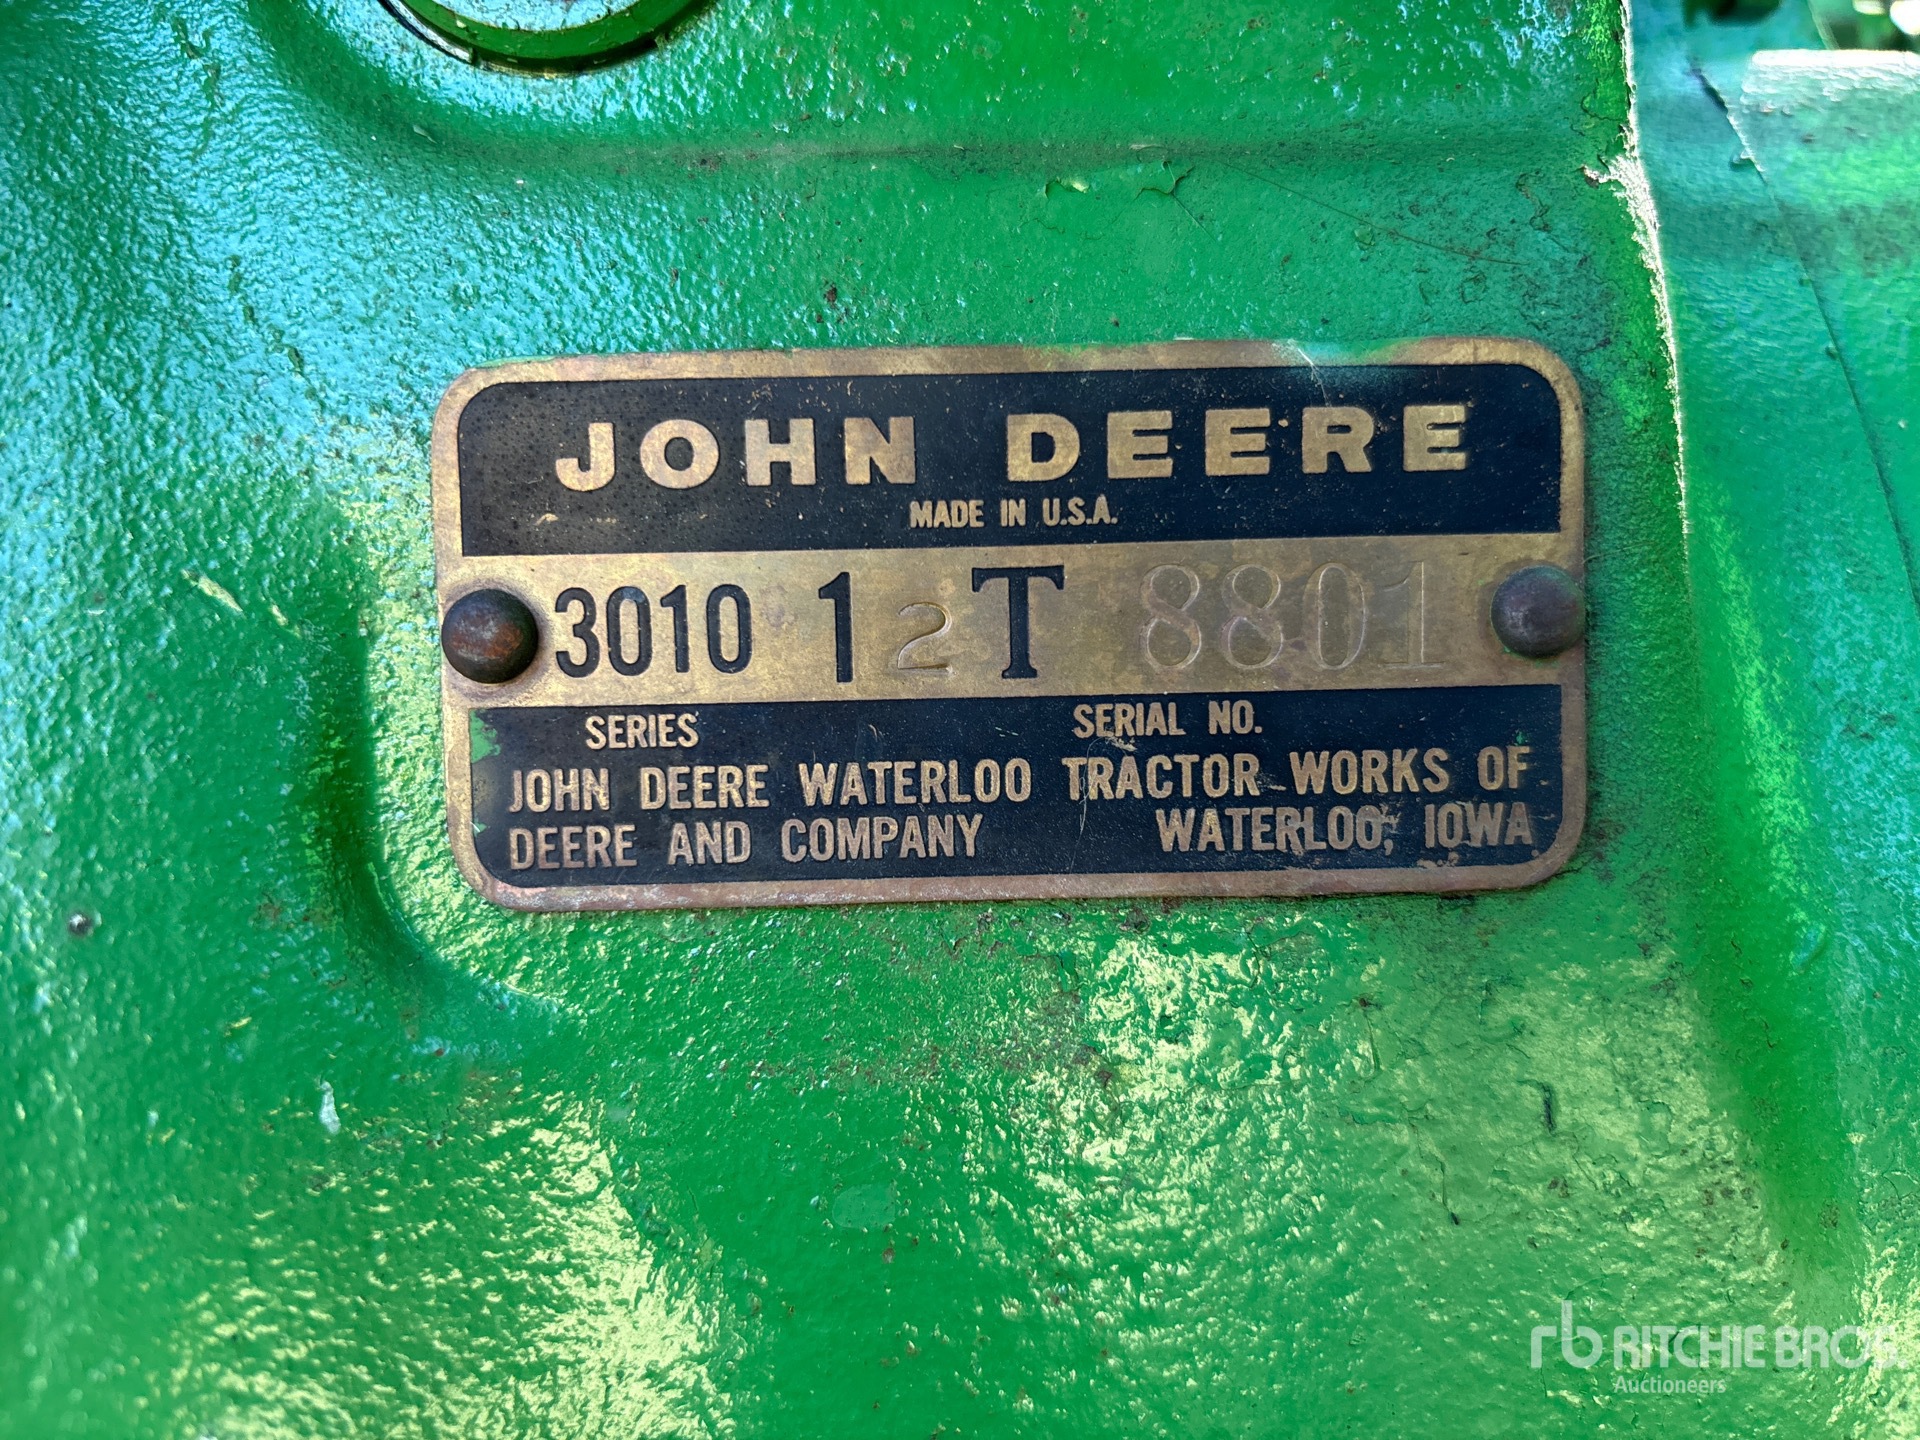 JOHN DEERE
MADE IN U.S.A.
3010 1 2 T 8801
SERIES SERIAL NO.
JOHN DEERE WATERLOO TRACTOR WORKS OF
DEERE AND COMPANY WATERLOO, IOWA
rb RITCHIE BROS.
Auctioneers